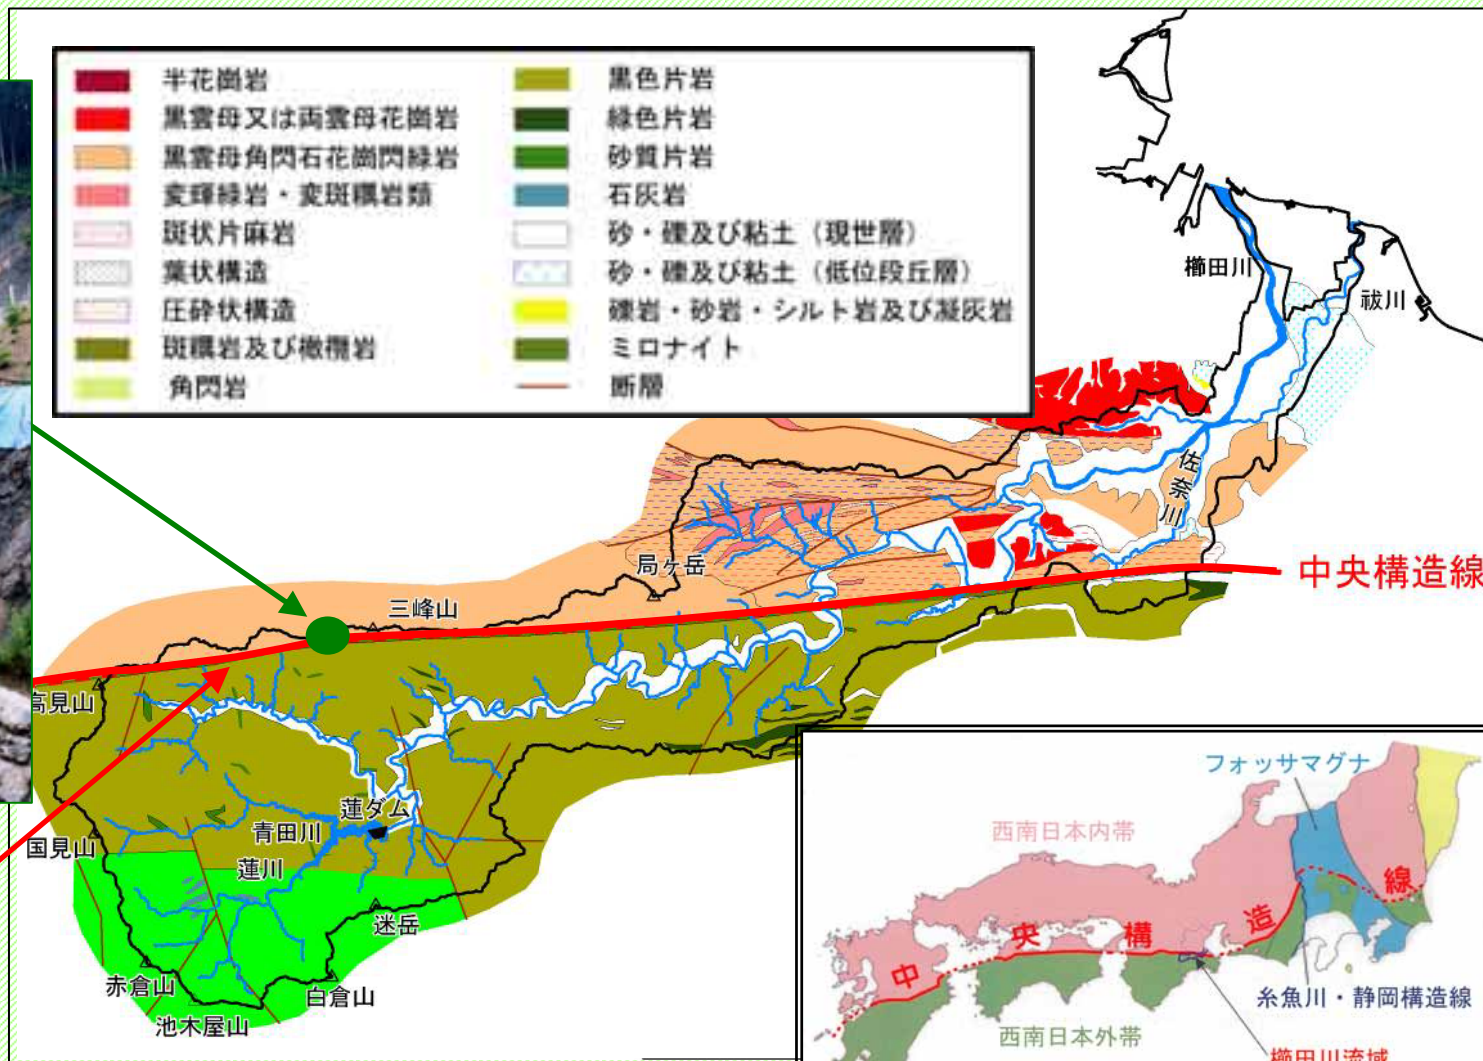 半花崗岩
黒雲母又は両雲母花崗岩
黒雲母角閃石花崗閃緑岩
変輝緑岩・変斑糲岩類
斑状片麻岩
葉状構造
圧砕状構造
斑糲岩及び橄欖岩
角閃岩
黒色片岩
緑色片岩
砂質片岩
石灰岩
砂・礫及び粘土（現世層）
砂・礫及び粘土（低位段丘層）
礫岩・砂岩・シルト岩及び凝灰岩
ミロナイト
断層
櫛田川
祓川
佐奈川
中央構造線
局ヶ岳
三峰山
高見山
蓮ダム
青田川
蓮川
国見山
迷岳
赤倉山
白倉山
池木屋山
フォッサマグナ
西南日本内帯
中央構造線
糸魚川・静岡構造線
西南日本外帯
櫛田川流域